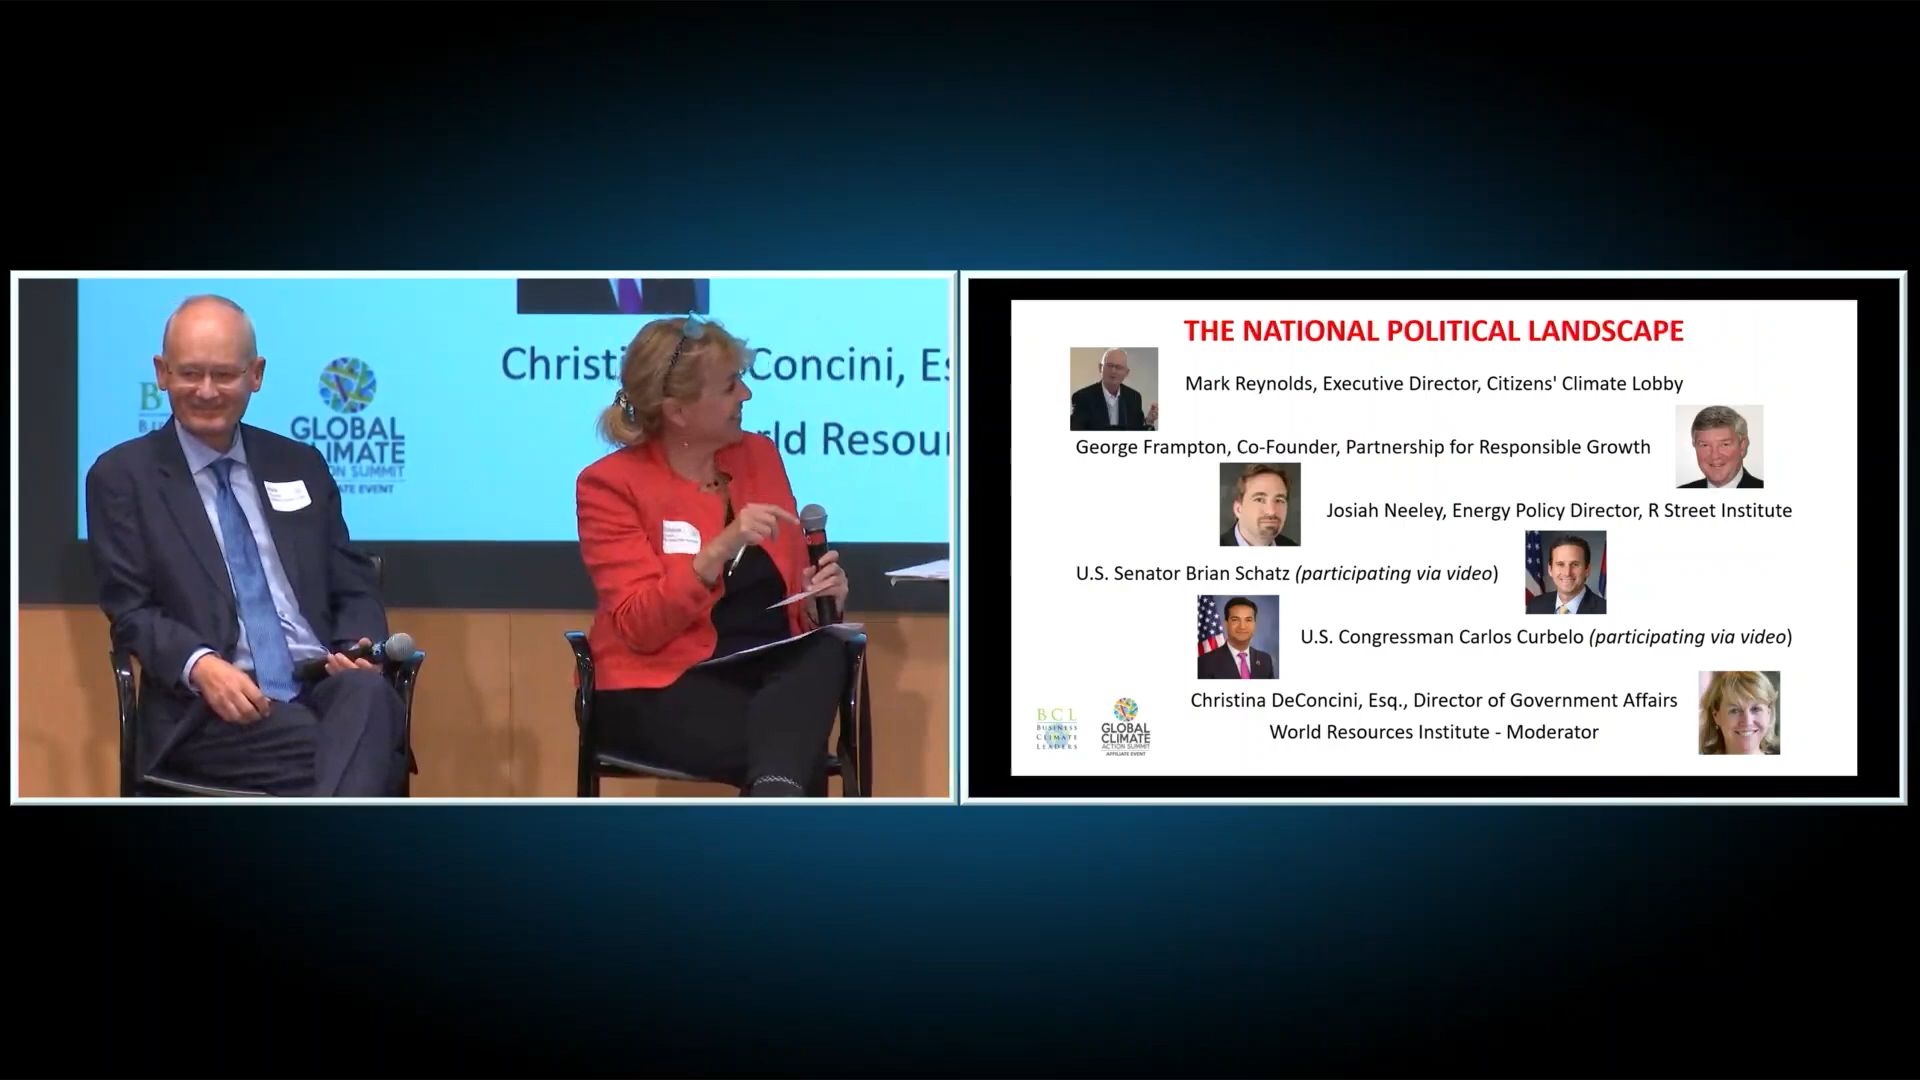 Christi
Concini, Es
rld Resour
B
GLOBAL
CLIMATE
ON SUMMIT
ATE EVENT
THE NATIONAL POLITICAL LANDSCAPE
Mark Reynolds, Executive Director, Citizens' Climate Lobby
George Frampton, Co-Founder, Partnership for Responsible Growth
Josiah Neeley, Energy Policy Director, R Street Institute
U.S. Senator Brian Schatz (participating via video)
U.S. Congressman Carlos Curbelo (participating via video)
Christina DeConcini, Esq., Director of Government Affairs
World Resources Institute - Moderator
BCL
BUSINESS
CLIMATE
LEADERS
GLOBAL
CLIMATE
ACTION SUMMIT
AFFILIATE EVENT